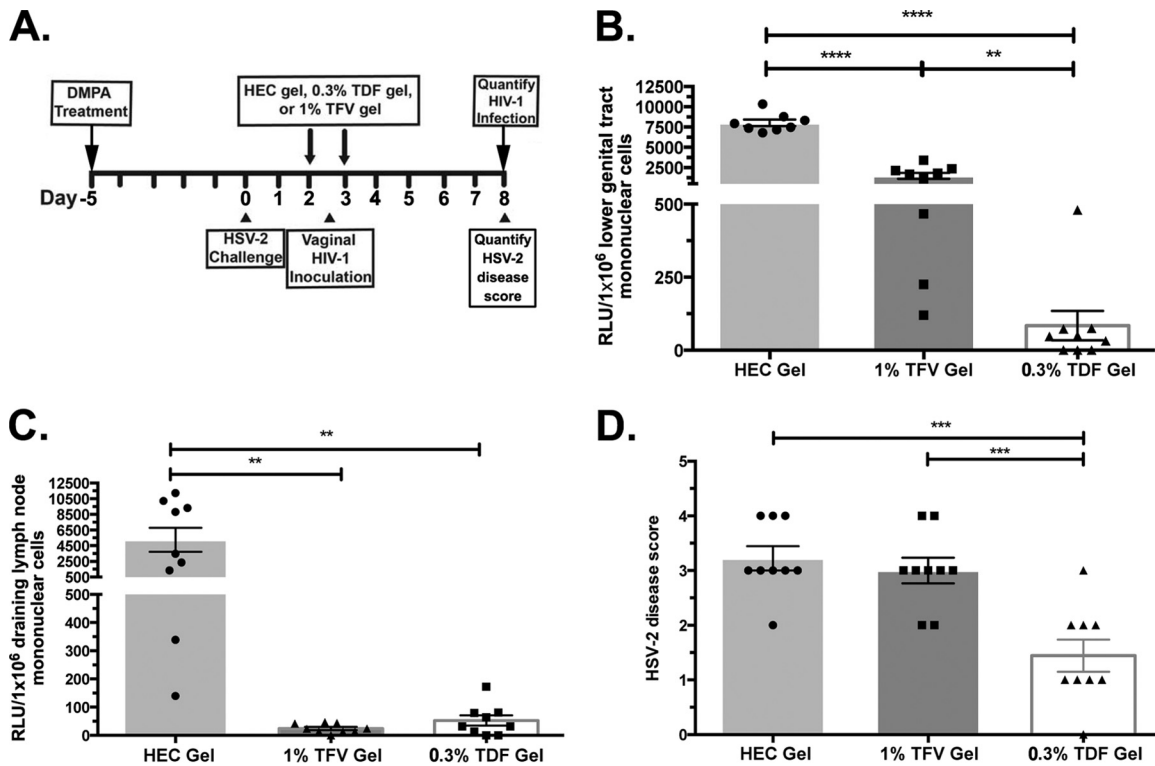 A.
DMPA
Treatment
HEC gel, 0.3% TDF gel,
or 1% TFV gel
Quantify
HIV-1
Infection
Day -5 0 1 2 3 4 5 6 7 8
HSV-2
Challenge
Vaginal
HIV-1
Inoculation
Quantify
HSV-2
disease
score
B.
****
**** **
RLU/1x10⁶ lower genital tract
mononuclear cells
12500
10000
7500
5000
2500
500
250
0
HEC Gel 1% TFV Gel 0.3% TDF Gel
C.
**
**
RLU/1x10⁶ draining lymph node
mononuclear cells
12500
10500
8500
6500
4500
2500
500
500
400
300
200
100
0
HEC Gel 1% TFV Gel 0.3% TDF Gel
D.
***
***
HSV-2 disease score
5
4
3
2
1
0
HEC Gel 1% TFV Gel 0.3% TDF Gel